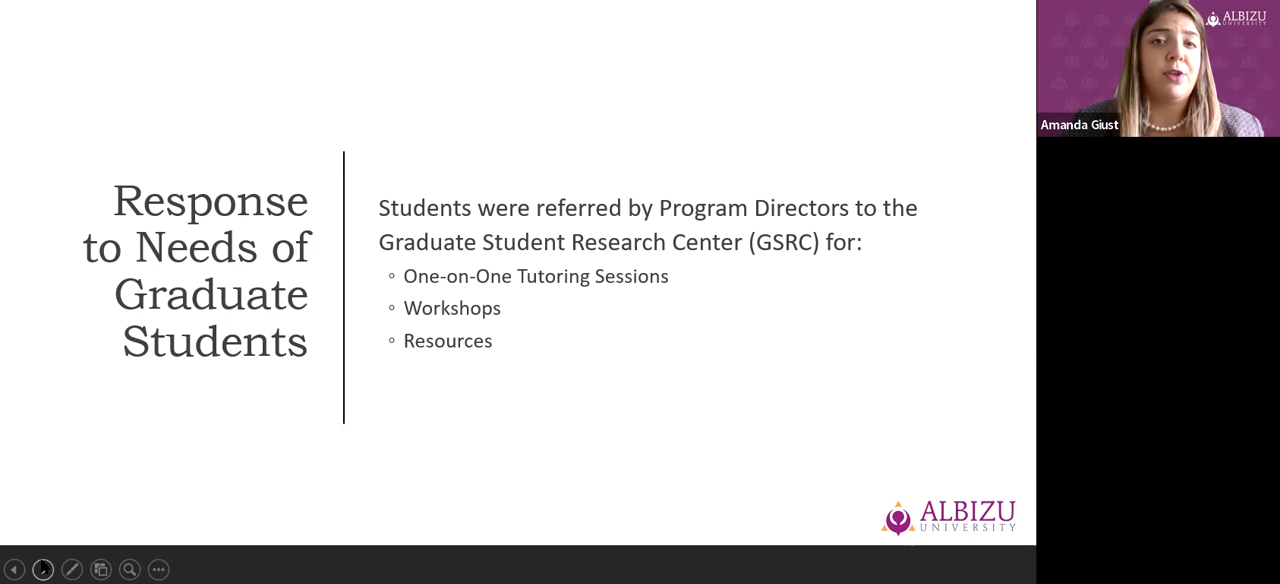 Response
to Needs of
Graduate
Students
Students were referred by Program Directors to the
Graduate Student Research Center (GSRC) for:
◦ One-on-One Tutoring Sessions
◦ Workshops
◦ Resources
ALBIZU
UNIVERSITY
ALBIZU
UNIVERSITY
Amanda Giust